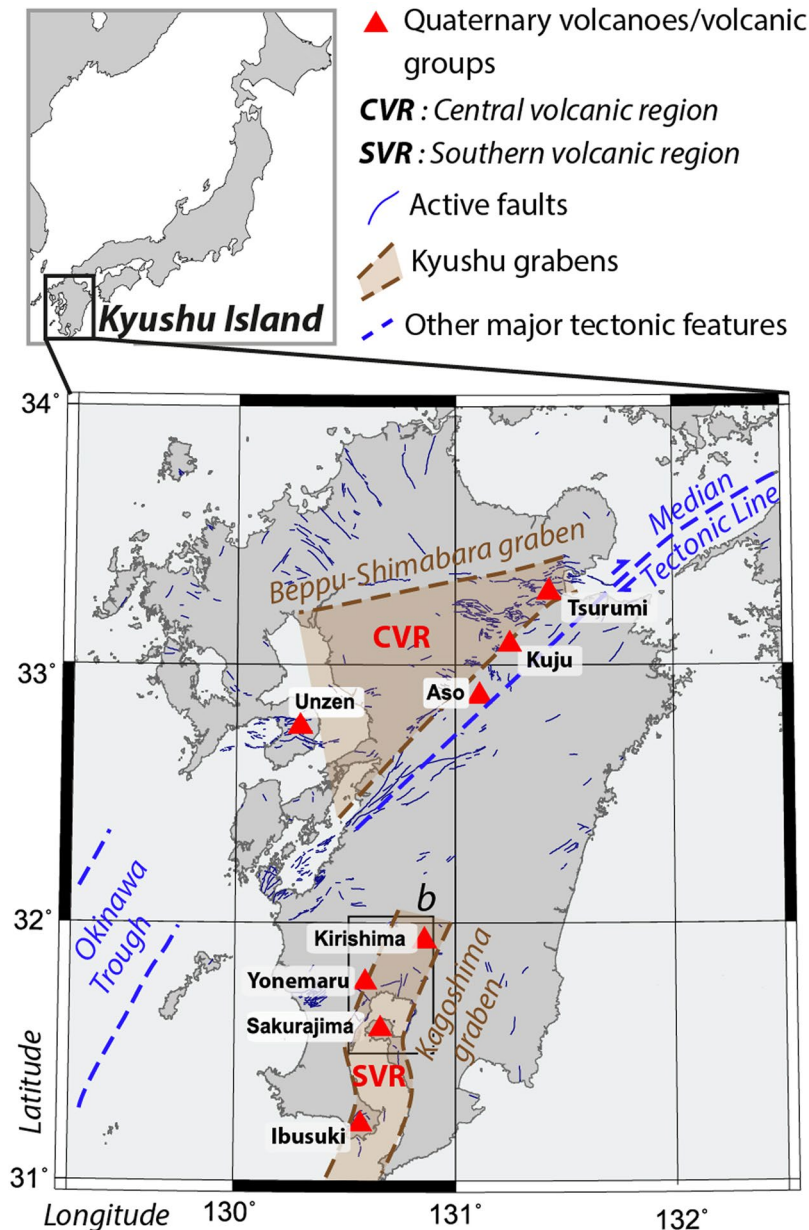 Quaternary volcanoes/volcanic
groups
CVR : Central volcanic region
SVR : Southern volcanic region
Active faults
Kyushu grabens
Other major tectonic features
Kyushu Island
34°
Median
Tectonic Line
Beppu-Shimabara graben
Tsurumi
CVR
Kuju
33°
Aso
Unzen
Okinawa
Trough
32°
b
Kirishima
Kagoshima
graben
Yonemaru
Sakurajima
SVR
Ibusuki
Latitude
31°
Longitude
130°
131°
132°